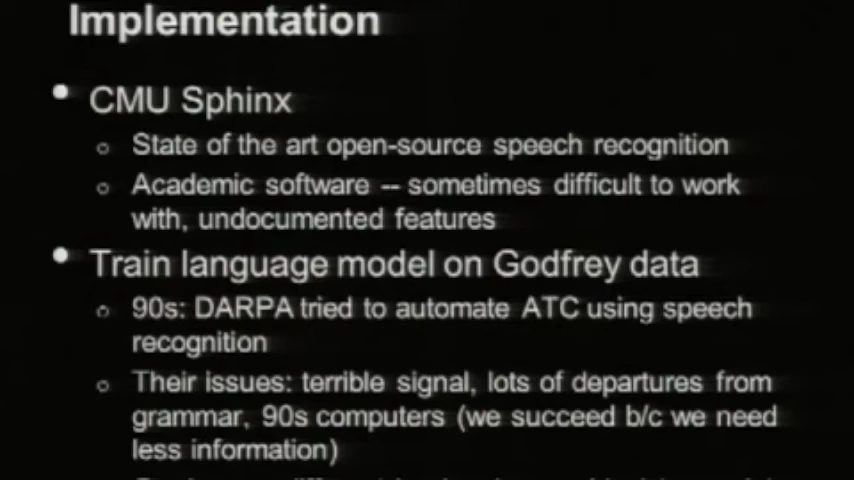 Implementation
• CMU Sphinx
o State of the art open-source speech recognition
o Academic software -- sometimes difficult to work
with, undocumented features
• Train language model on Godfrey data
o 90s: DARPA tried to automate ATC using speech
recognition
o Their issues: terrible signal, lots of departures from
grammar, 90s computers (we succeed b/c we need
less information)